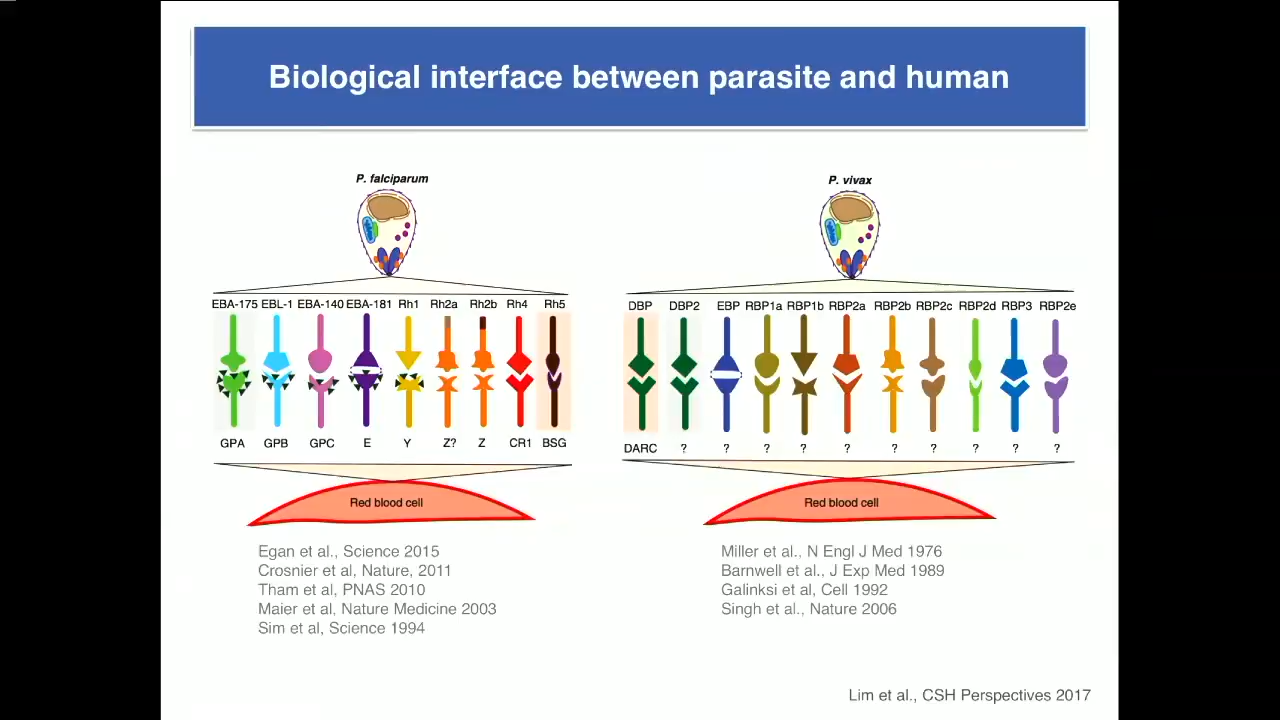 Biological interface between parasite and human
P. falciparum
EBA-175 EBL-1 EBA-140 EBA-181 Rh1 Rh2a Rh2b Rh4 Rh5
GPA GPB GPC E Y Z? Z CR1 BSG
Red blood cell
Egan et al., Science 2015
Crosnier et al, Nature, 2011
Tham et al, PNAS 2010
Maier et al, Nature Medicine 2003
Sim et al, Science 1994
P. vivax
DBP DBP2 EBP RBP1a RBP1b RBP2a RBP2b RBP2c RBP2d RBP3 RBP2e
DARC ? ? ? ? ? ? ? ? ? ?
Red blood cell
Miller et al., N Engl J Med 1976
Barnwell et al., J Exp Med 1989
Galinksi et al, Cell 1992
Singh et al., Nature 2006
Lim et al., CSH Perspectives 2017